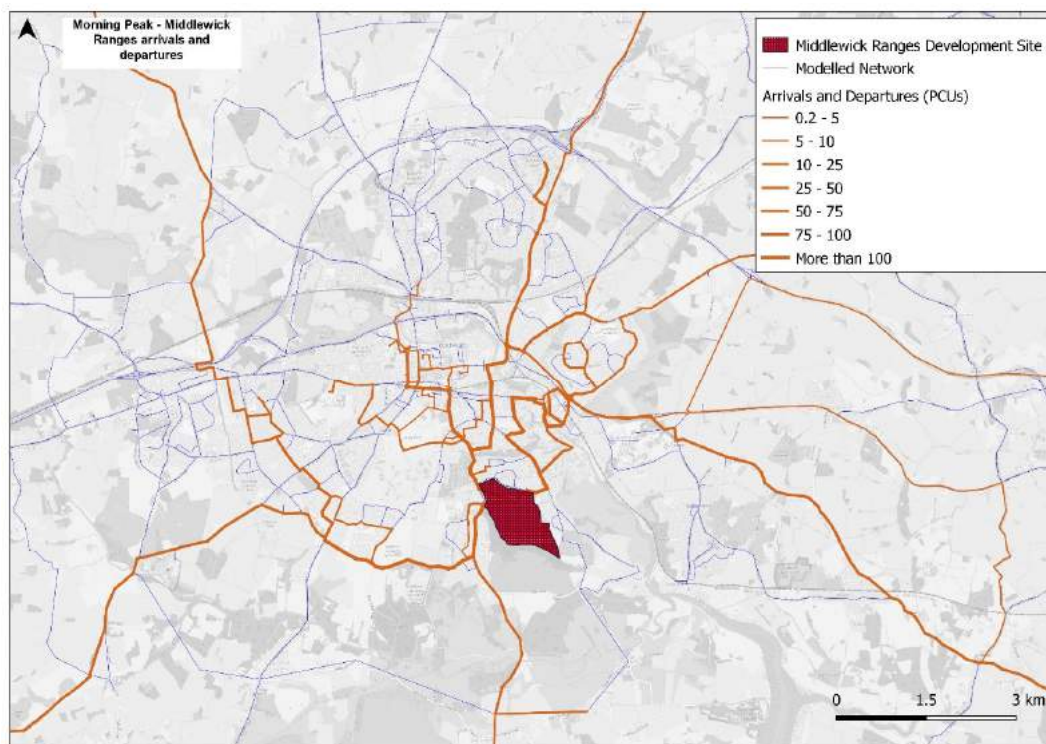 Morning Peak - Middlewick
Ranges arrivals and
departures
Middlewick Ranges Development Site
Modelled Network
Arrivals and Departures (PCUs)
0.2 - 5
5 - 10
10 - 25
25 - 50
50 - 75
75 - 100
More than 100
0 1.5 3 km